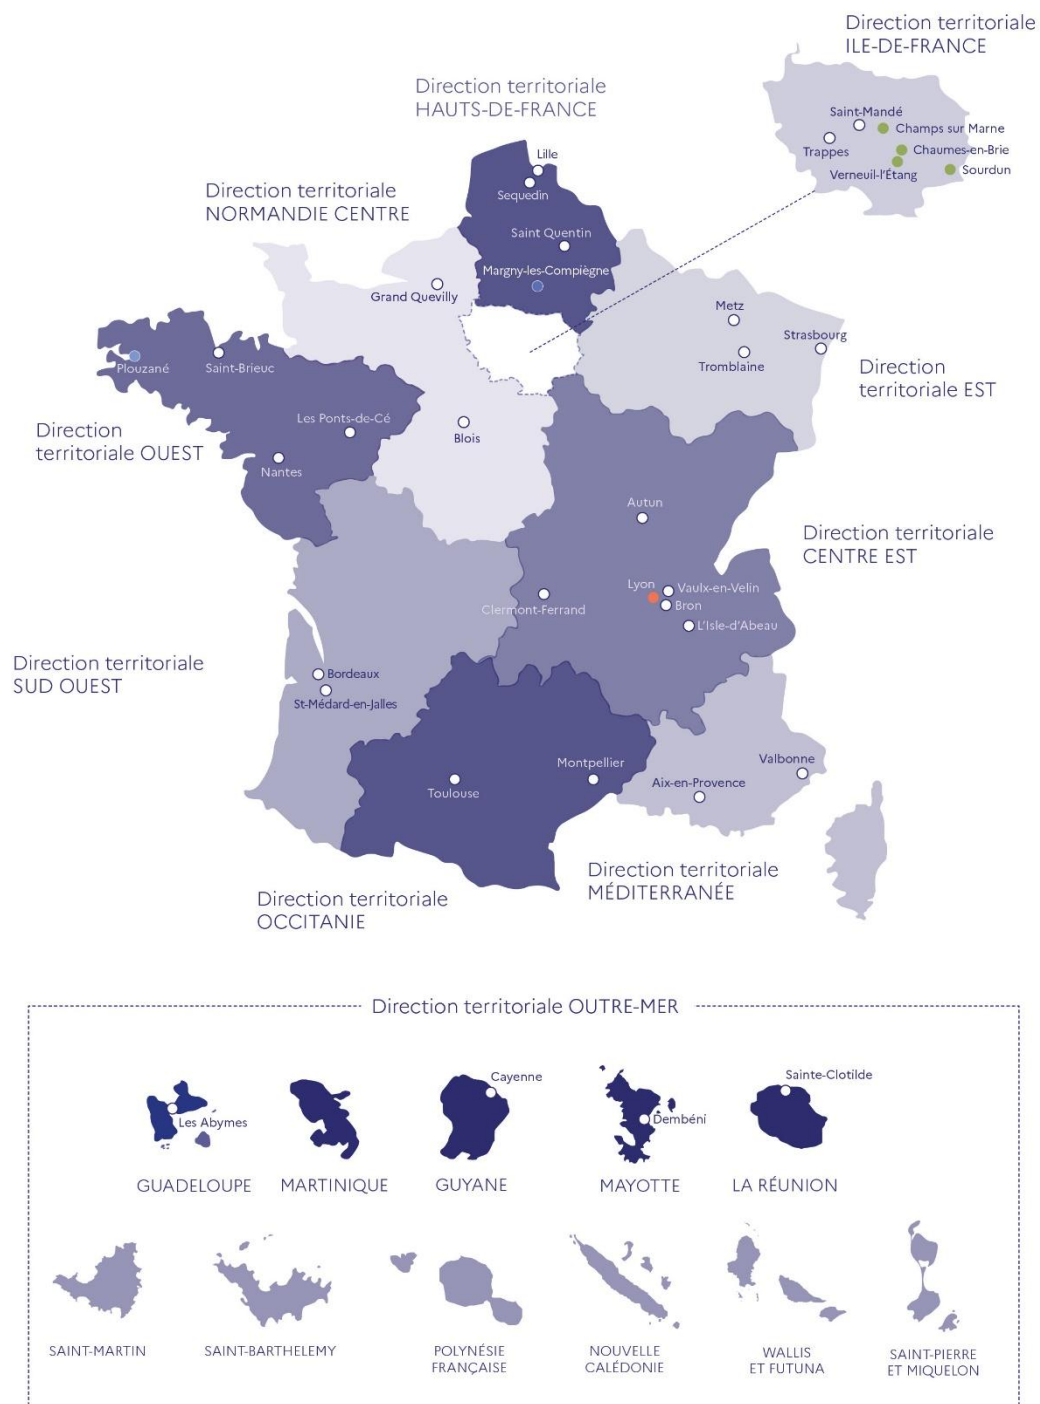 Direction territoriale
ILE-DE-FRANCE
Saint-Mandé
Champs sur Marne
Trappes
Chaumes-en-Brie
Verneuil-l'Étang
Sourdun
Direction territoriale
HAUTS-DE-FRANCE
Lille
Sequedin
Saint Quentin
Margny-les-Compiègne
Direction territoriale
NORMANDIE CENTRE
Grand Quevilly
Blois
Metz
Strasbourg
Tromblaine
Direction
territoriale EST
Plouzané
Saint-Brieuc
Les Ponts-de-Cé
Nantes
Direction
territoriale OUEST
Autun
Lyon
Vaulx-en-Velin
Bron
Clermont-Ferrand
L'Isle-d'Abeau
Direction territoriale
CENTRE EST
Direction territoriale
SUD OUEST
Bordeaux
St-Médard-en-Jalles
Montpellier
Toulouse
Direction territoriale
OCCITANIE
Valbonne
Aix-en-Provence
Direction territoriale
MÉDITERRANÉE
Direction territoriale OUTRE-MER
Les Abymes
Cayenne
Dembéni
Sainte-Clotilde
GUADELOUPE
MARTINIQUE
GUYANE
MAYOTTE
LA RÉUNION
SAINT-MARTIN
SAINT-BARTHELEMY
POLYNÉSIE
FRANÇAISE
NOUVELLE
CALÉDONIE
WALLIS
ET FUTUNA
SAINT-PIERRE
ET MIQUELON